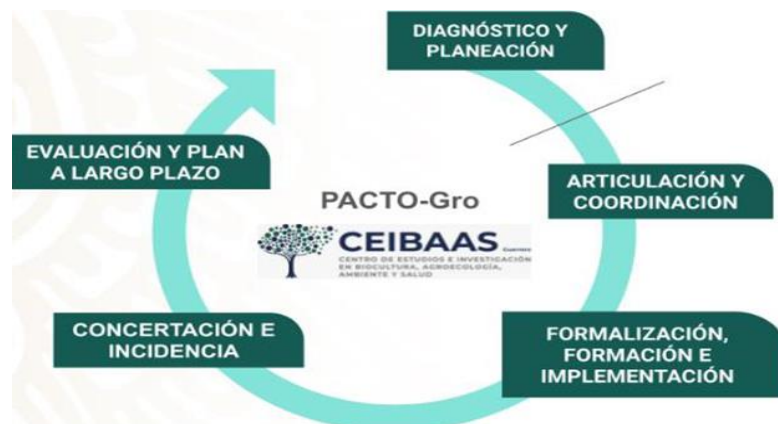 DIAGNÓSTICO Y
PLANEACIÓN
ARTICULACIÓN Y
COORDINACIÓN
FORMALIZACIÓN,
FORMACIÓN E
IMPLEMENTACIÓN
CONCERTACIÓN E
INCIDENCIA
EVALUACIÓN Y PLAN
A LARGO PLAZO
PACTO-Gro
CEIBAAS Guerrero
CENTRO DE ESTUDIOS E INVESTIGACIÓN
EN BIOCULTURA, AGROECOLOGÍA,
AMBIENTE Y SALUD